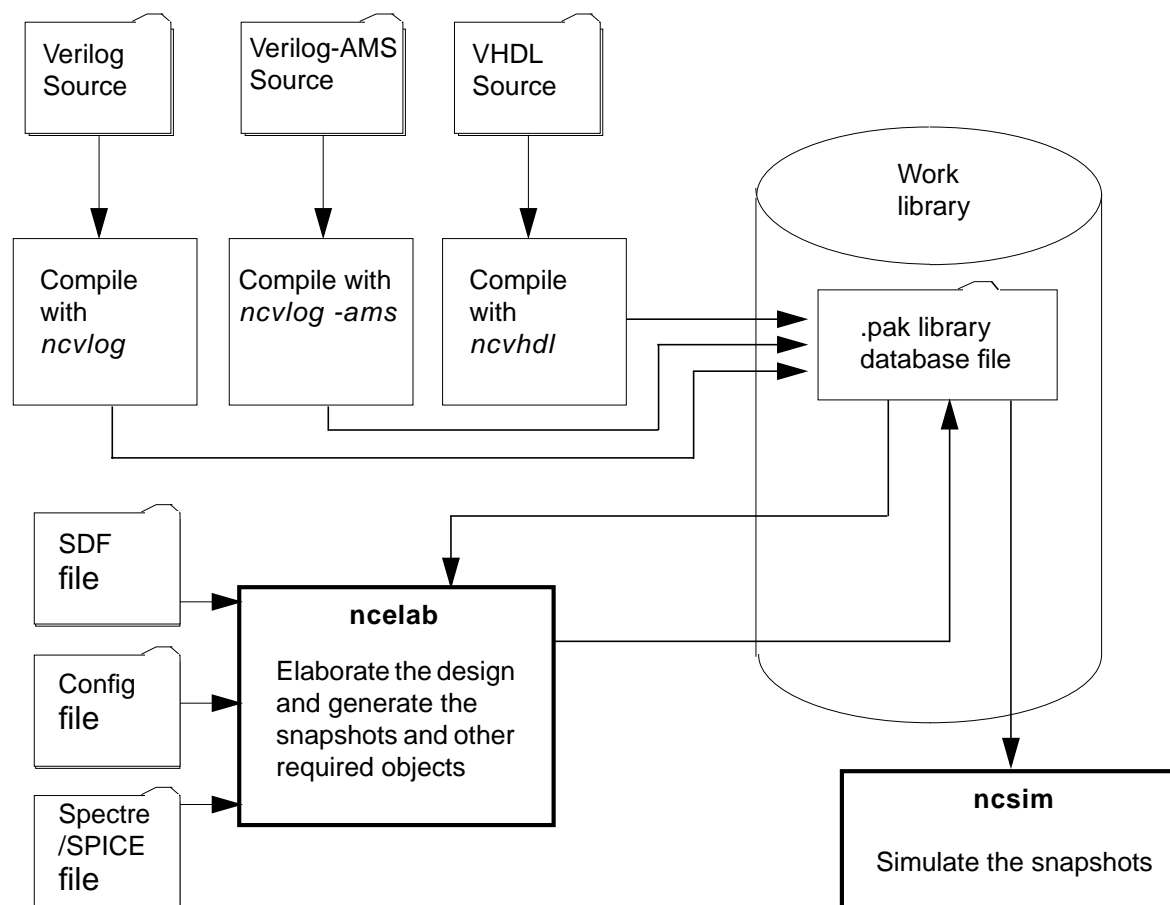 Verilog
Source
Verilog-AMS
Source
VHDL
Source
Work
library
Compile
with
ncvlog
Compile with
ncvlog -ams
Compile
with
ncvhdl
.pak library
database file
SDF
file
Config
file
Spectre
/SPICE
file
ncelab
Elaborate the design
and generate the
snapshots and other
required objects
ncsim
Simulate the snapshots